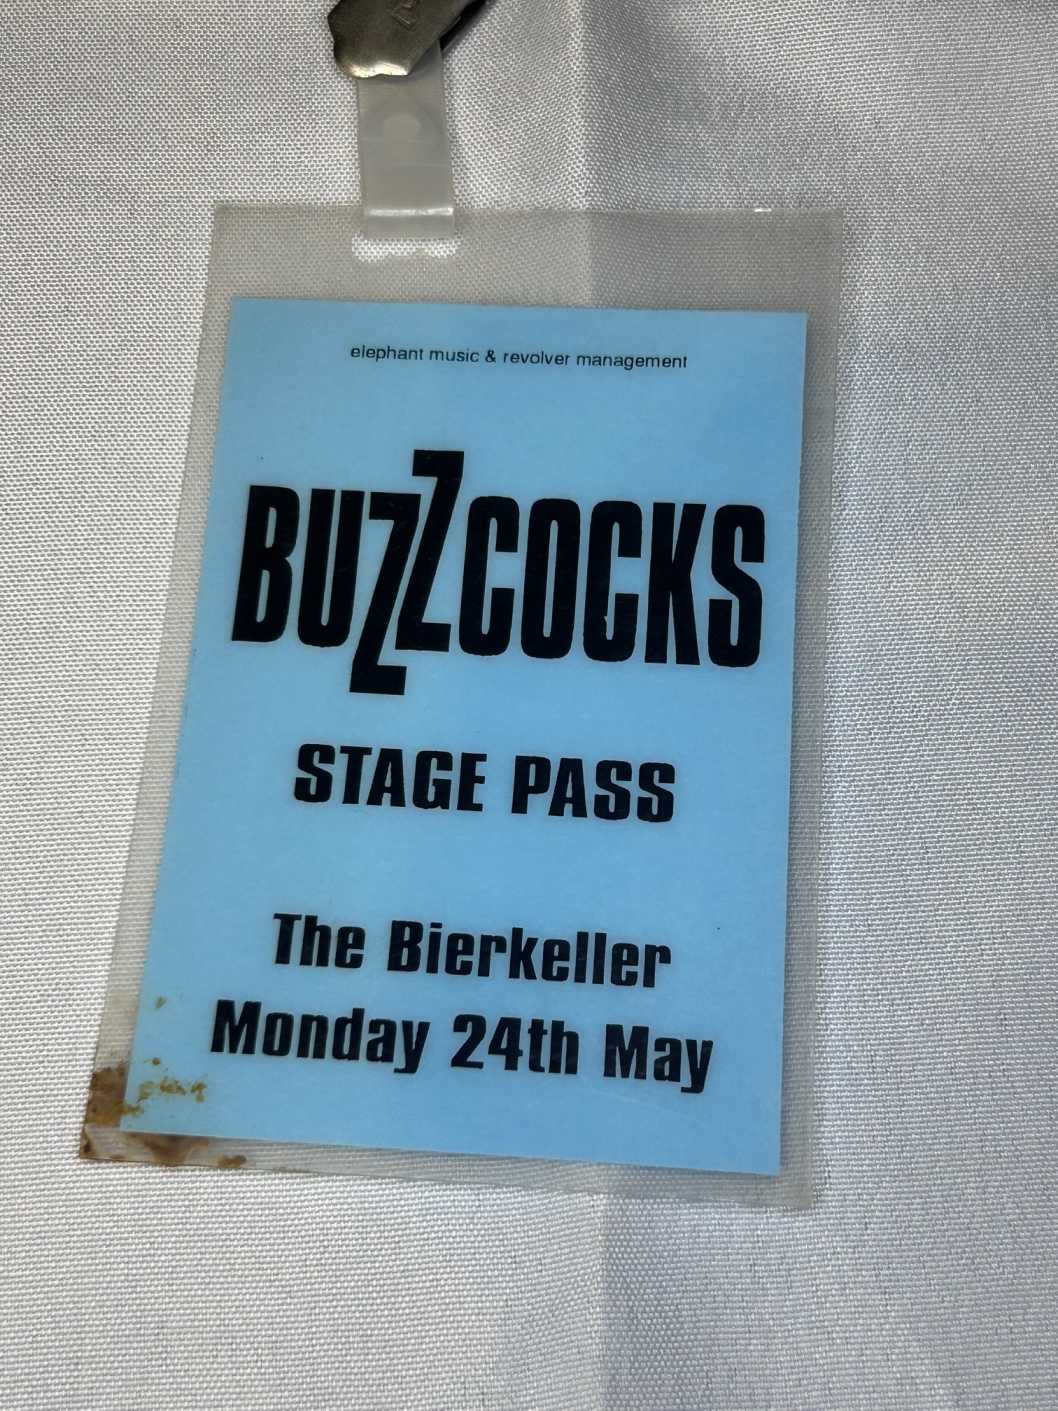 elephant music & revolver management
BUZZCOCKS
STAGE PASS
The Bierkeller
Monday 24th May